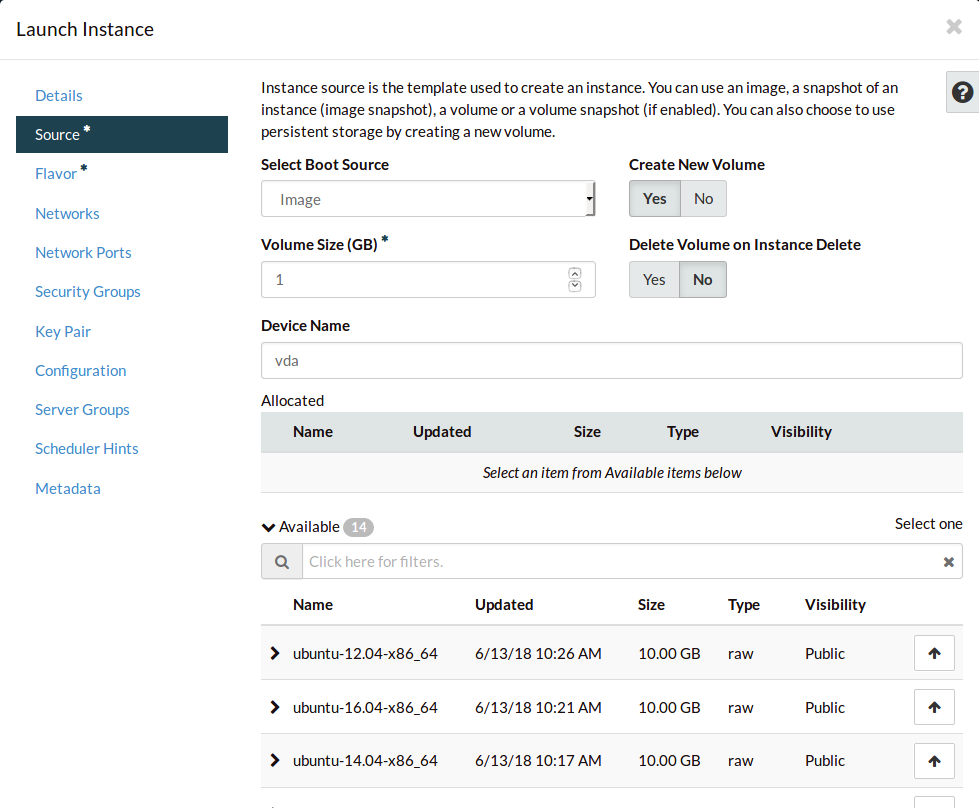 Launch Instance
Details
Source *
Flavor *
Networks
Network Ports
Security Groups
Key Pair
Configuration
Server Groups
Scheduler Hints
Metadata
Instance source is the template used to create an instance. You can use an image, a snapshot of an
instance (image snapshot), a volume or a volume snapshot (if enabled). You can also choose to use
persistent storage by creating a new volume.
Select Boot Source
Create New Volume
Image
Yes No
Volume Size (GB) *
Delete Volume on Instance Delete
1
Yes No
Device Name
vda
Allocated
Name Updated Size Type Visibility
Select an item from Available items below
Available 14
Select one
Click here for filters.
Name Updated Size Type Visibility
ubuntu-12.04-x86_64 6/13/18 10:26 AM 10.00 GB raw Public
ubuntu-16.04-x86_64 6/13/18 10:21 AM 10.00 GB raw Public
ubuntu-14.04-x86_64 6/13/18 10:17 AM 10.00 GB raw Public